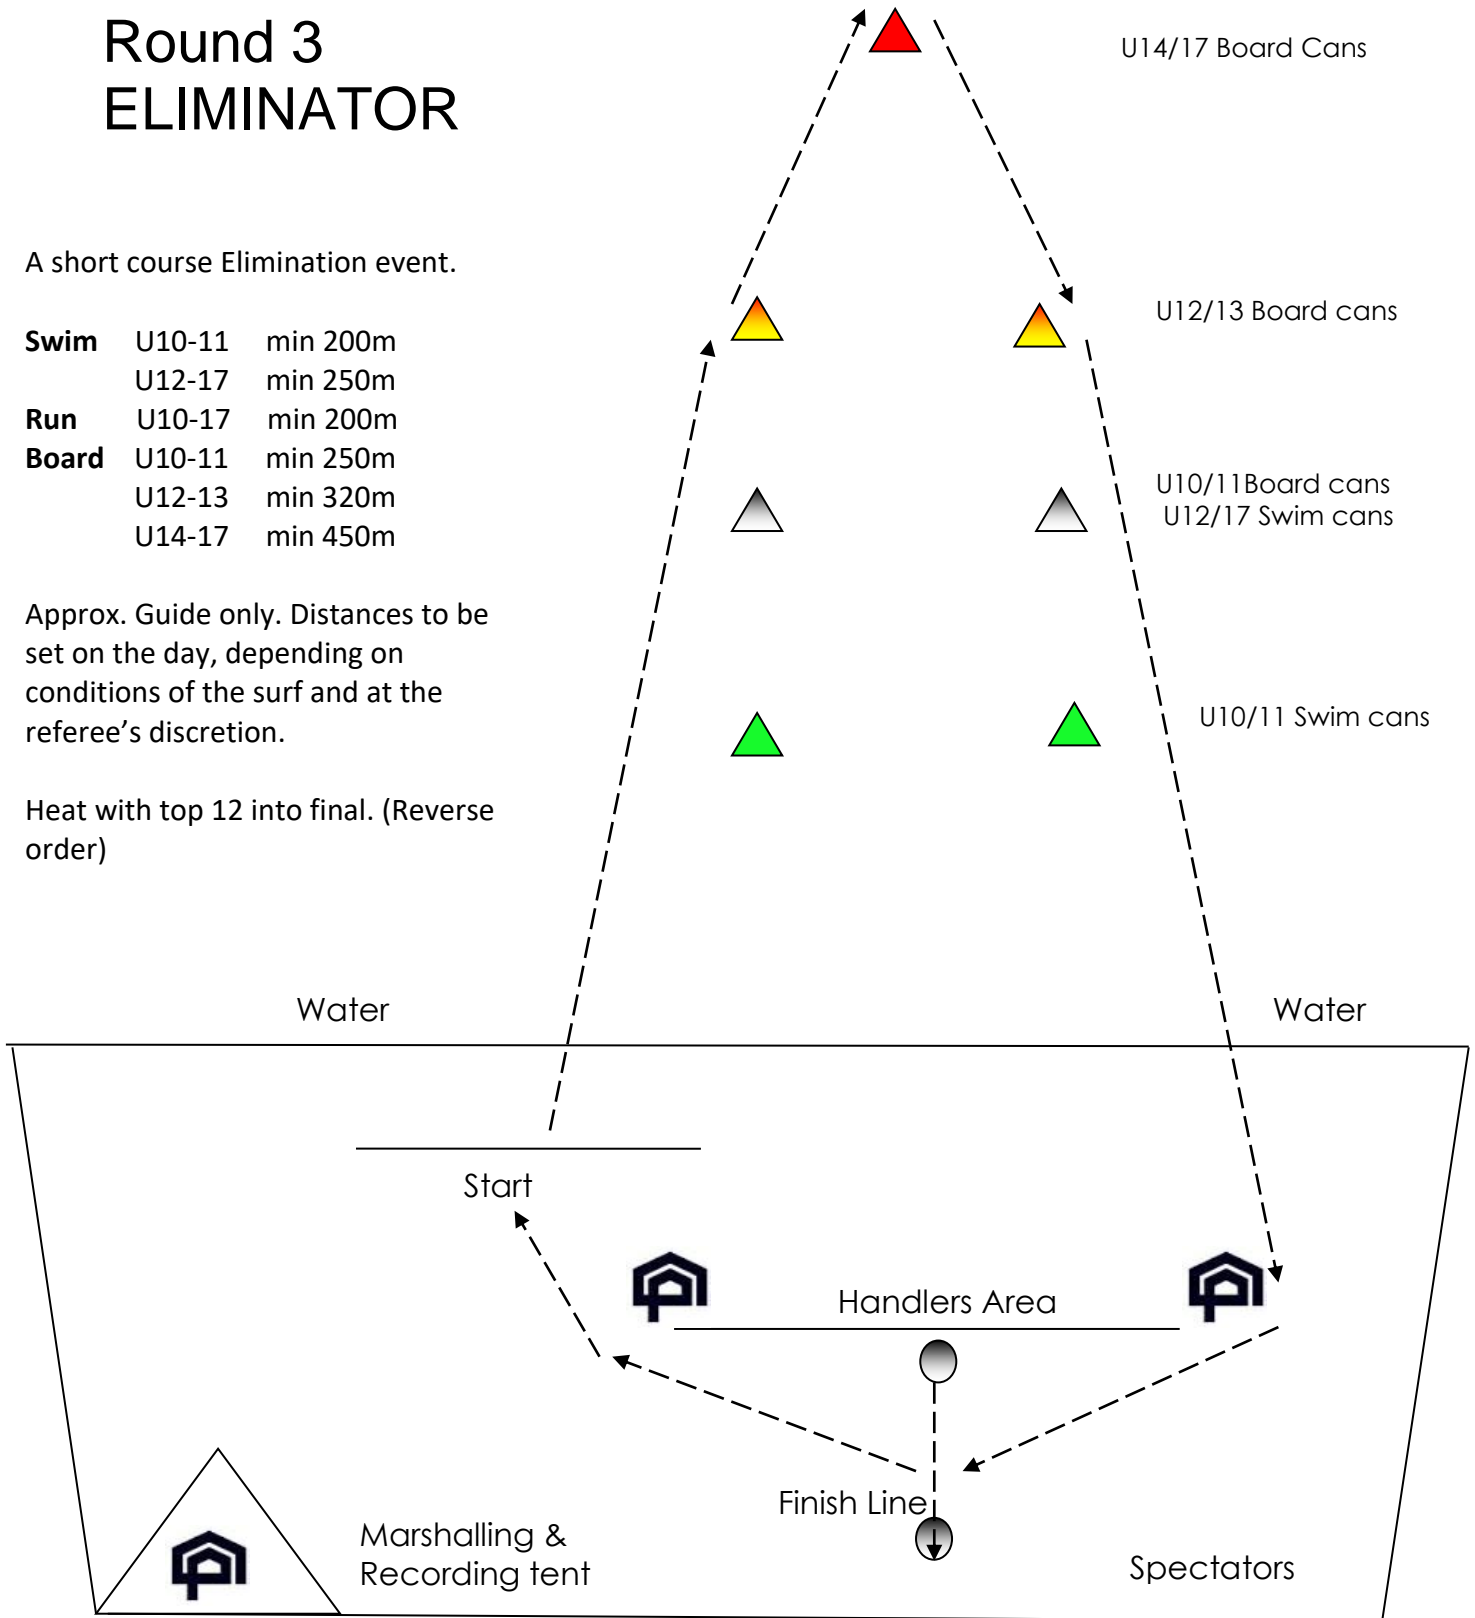 Round 3
ELIMINATOR
U14/17 Board Cans
A short course Elimination event.
U12/13 Board cans
Swim U10-11 min 200m
U12-17 min 250m
Run U10-17 min 200m
Board U10-11 min 250m
U12-13 min 320m
U14-17 min 450m
U10/11Board cans
U12/17 Swim cans
Approx. Guide only. Distances to be
set on the day, depending on
conditions of the surf and at the
referee’s discretion.
U10/11 Swim cans
Heat with top 12 into final. (Reverse
order)
Water
Water
Start
Handlers Area
Finish Line
Marshalling &
Recording tent
Spectators